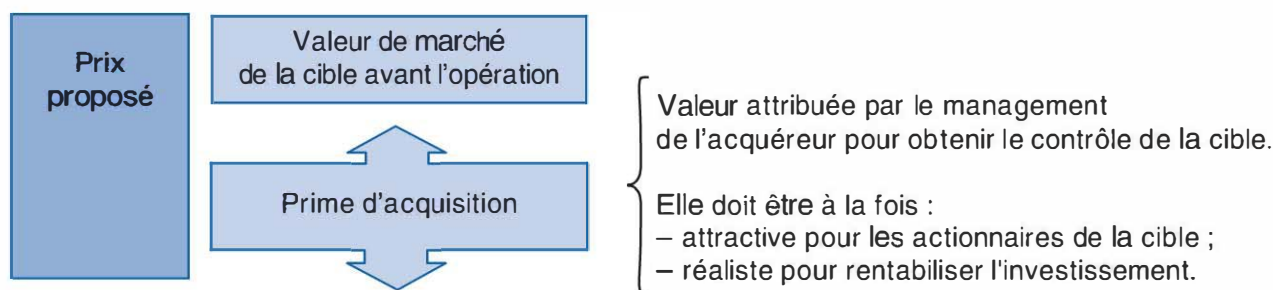 Prix
proposé
Valeur de marché
de la cible avant l'opération
Prime d'acquisition
Valeur attribuée par le management
de l'acquéreur pour obtenir le contrôle de la cible.
Elle doit être à la fois :
– attractive pour les actionnaires de la cible ;
– réaliste pour rentabiliser l'investissement.